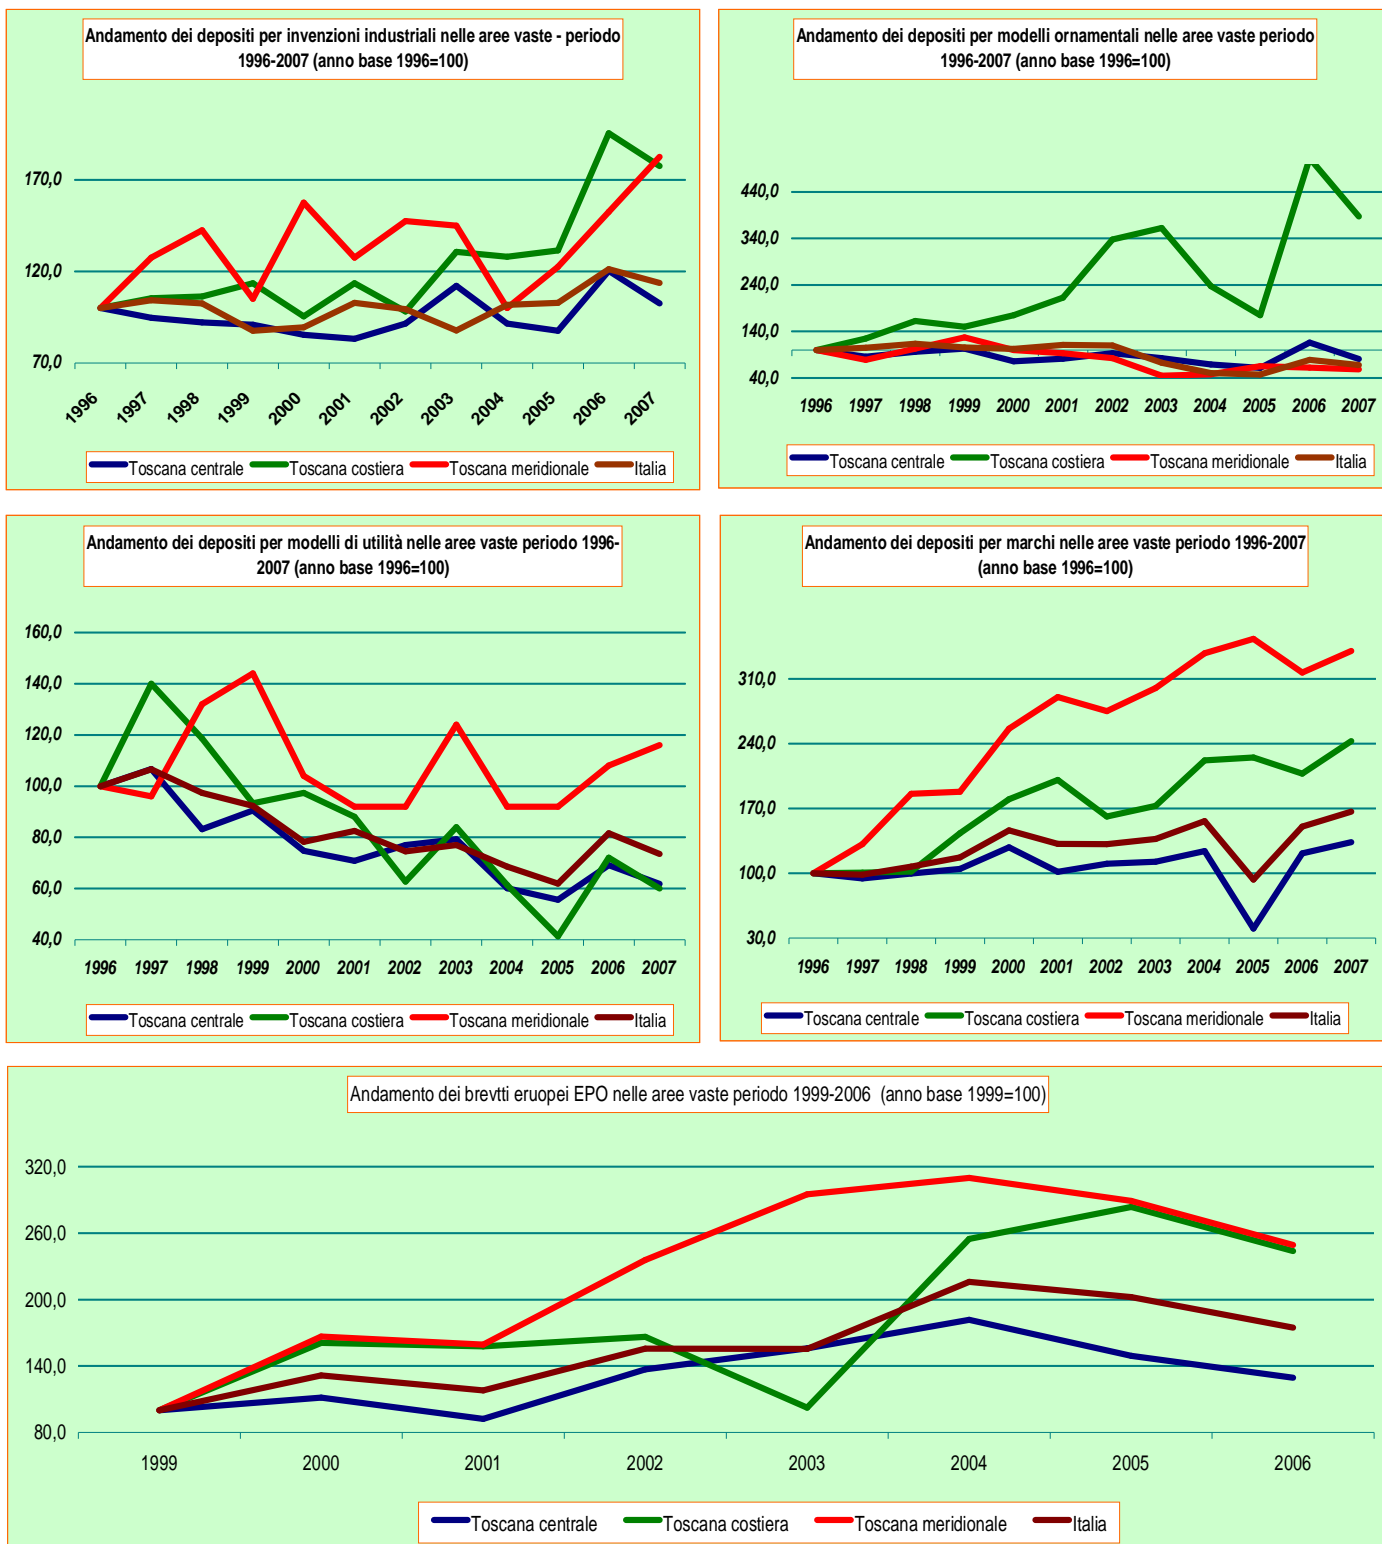 Andamento dei depositi per invenzioni industriali nelle aree vaste - periodo
1996-2007 (anno base 1996=100)
170,0
120,0
70,0
1996 1997 1998 1999 2000 2001 2002 2003 2004 2005 2006 2007
Toscana centrale Toscana costiera Toscana meridionale Italia
Andamento dei depositi per modelli ornamentali nelle aree vaste periodo
1996-2007 (anno base 1996=100)
440,0
340,0
240,0
140,0
40,0
1996 1997 1998 1999 2000 2001 2002 2003 2004 2005 2006 2007
Toscana centrale Toscana costiera Toscana meridionale Italia
Andamento dei depositi per modelli di utilità nelle aree vaste periodo 1996-
2007 (anno base 1996=100)
160,0
140,0
120,0
100,0
80,0
60,0
40,0
1996 1997 1998 1999 2000 2001 2002 2003 2004 2005 2006 2007
Toscana centrale Toscana costiera Toscana meridionale Italia
Andamento dei depositi per marchi nelle aree vaste periodo 1996-2007
(anno base 1996=100)
310,0
240,0
170,0
100,0
30,0
1996 1997 1998 1999 2000 2001 2002 2003 2004 2005 2006 2007
Toscana centrale Toscana costiera Toscana meridionale Italia
Andamento dei brevtti eruopei EPO nelle aree vaste periodo 1999-2006 (anno base 1999=100)
320,0
260,0
200,0
140,0
80,0
1999 2000 2001 2002 2003 2004 2005 2006
Toscana centrale Toscana costiera Toscana meridionale Italia